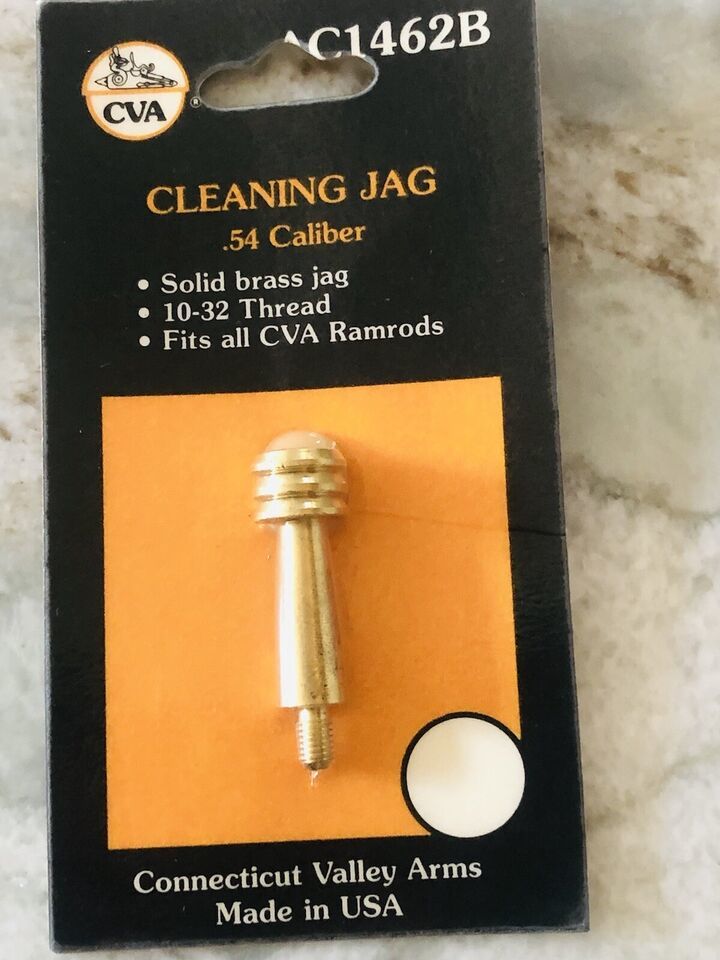 AC1462B
CVA
®
CLEANING JAG
.54 Caliber
• Solid brass jag
• 10-32 Thread
• Fits all CVA Ramrods
Connecticut Valley Arms
Made in USA